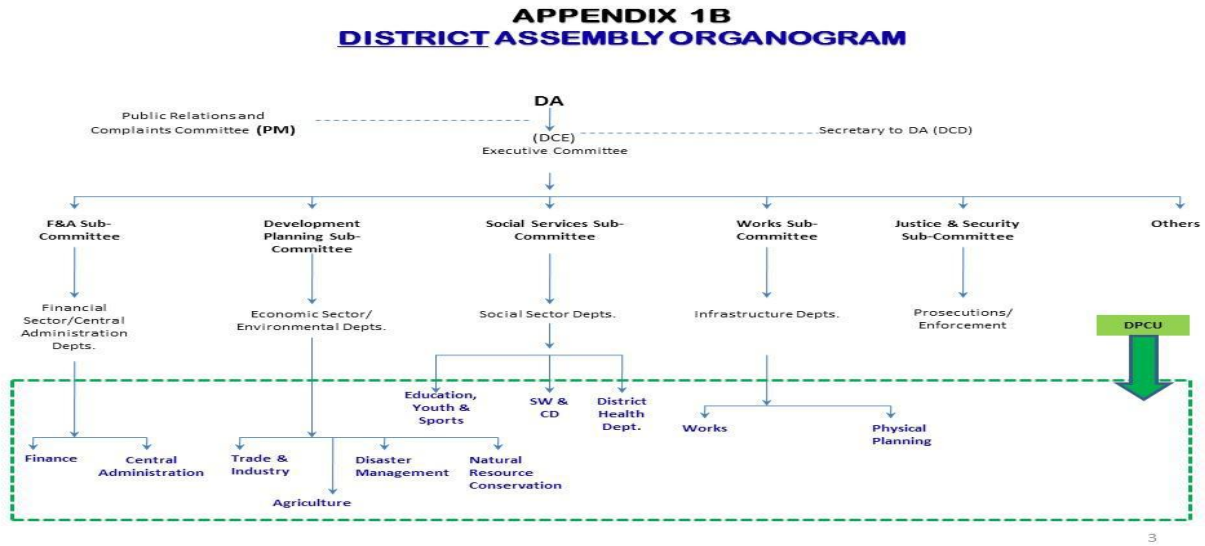 APPENDIX 1B
DISTRICT ASSEMBLY ORGANOGRAM
DA
Public Relations and
Complaints Committee (PM)
(DCE)
Executive Committee
Secretary to DA (DCD)
F&A Sub-
Committee
Development
Planning Sub-
Committee
Social Services Sub-
Committee
Works Sub-
Committee
Justice & Security
Sub-Committee
Others
Financial
Sector/Central
Administration
Depts.
Economic Sector/
Environmental Depts.
Social Sector Depts.
Infrastructure Depts.
Prosecutions/
Enforcement
DPCU
Education,
Youth &
Sports
SW &
CD
District
Health
Dept.
Works
Physical
Planning
Finance
Central
Administration
Trade &
Industry
Disaster
Management
Natural
Resource
Conservation
Agriculture
3